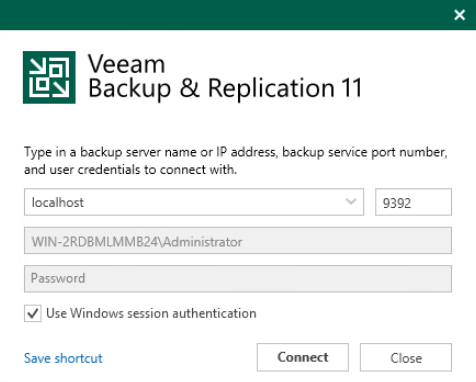 Veeam
Backup & Replication 11
Type in a backup server name or IP address, backup service port number,
and user credentials to connect with.
localhost 9392
WIN-2RDBMLMMB24\Administrator
Password
Use Windows session authentication
Save shortcut Connect Close